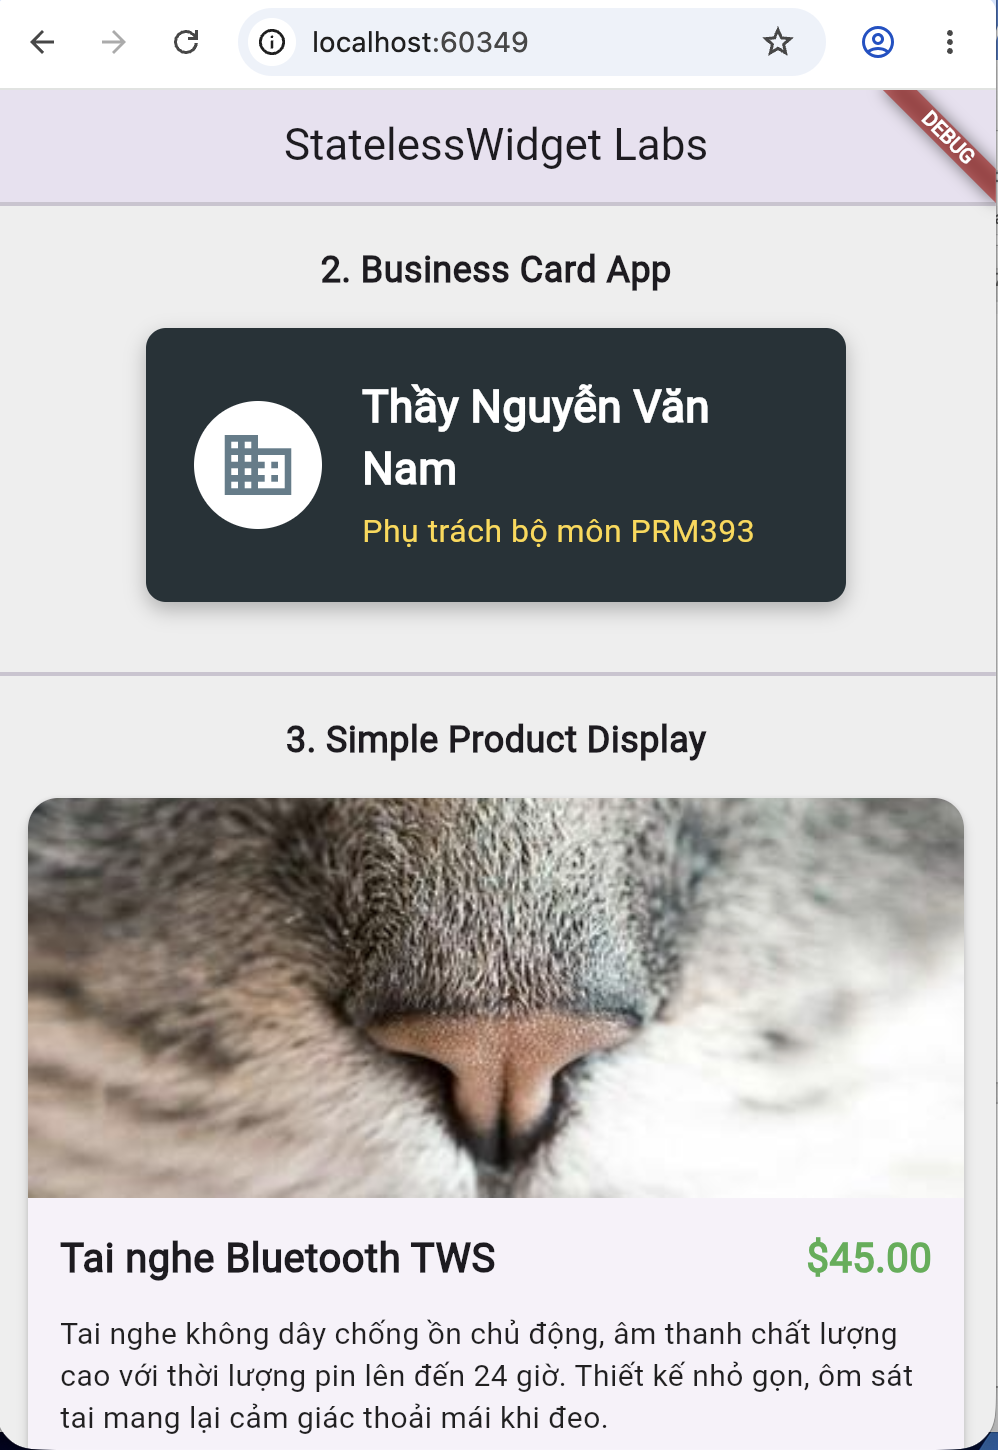 localhost:60349
StatelessWidget Labs
DEBUG
2. Business Card App
Thầy Nguyễn Văn
Nam
Phụ trách bộ môn PRM393
3. Simple Product Display
Tai nghe Bluetooth TWS
$45.00
Tai nghe không dây chống ồn chủ động, âm thanh chất lượng
cao với thời lượng pin lên đến 24 giờ. Thiết kế nhỏ gọn, ôm sát
tai mang lại cảm giác thoải mái khi đeo.